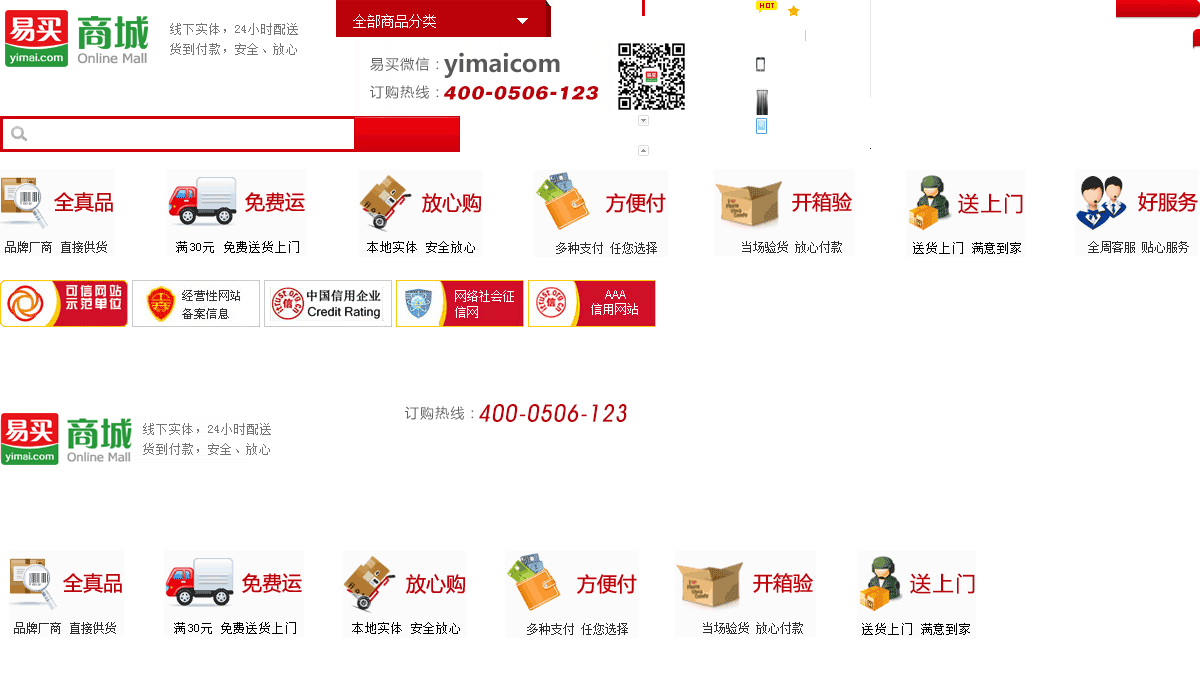 易买
yimai.com
商城
Online Mall
线下实体，24小时配送
货到付款，安全、放心
全部商品分类
HOT
易买微信：yimaicom
订购热线：400-0506-123
全真品
品牌厂商 直接供货
免费运
满30元 免费送货上门
放心购
本地实体 安全放心
方便付
多种支付 任您选择
开箱验
当场验货 放心付款
送上门
送货上门 满意到家
好服务
全周客服 贴心服务
可信网站
示范单位
经营性网站
备案信息
中国信用企业
Credit Rating
网络社会征
信网
AAA
信用网站
易买
yimai.com
商城
Online Mall
线下实体，24小时配送
货到付款，安全、放心
订购热线：400-0506-123
全真品
品牌厂商 直接供货
免费运
满30元 免费送货上门
放心购
本地实体 安全放心
方便付
多种支付 任您选择
开箱验
当场验货 放心付款
送上门
送货上门 满意到家